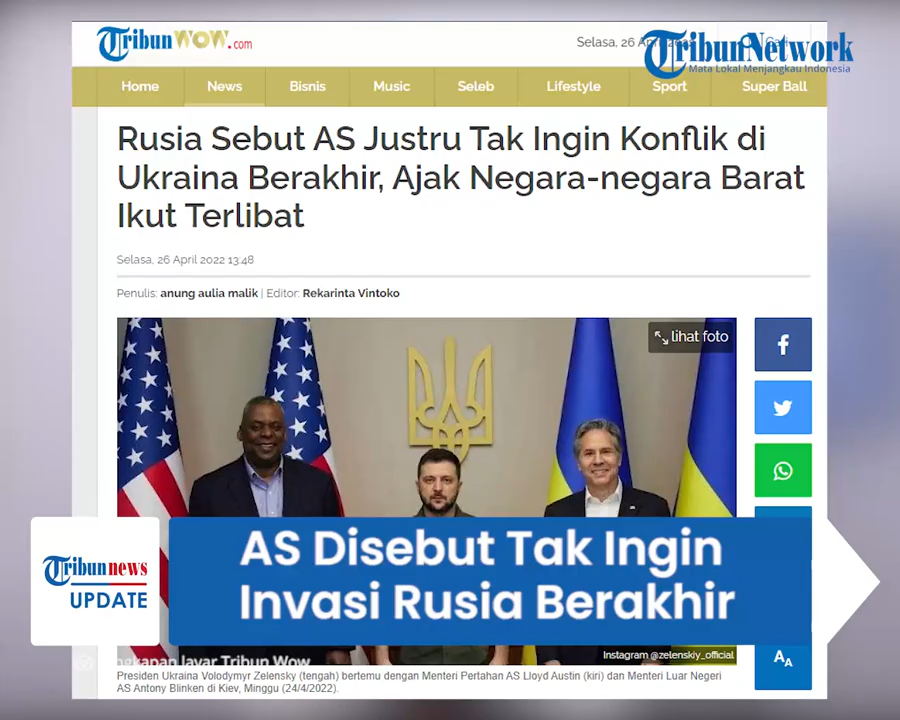 TribunWOW.com
Selasa, 26 April
TribunNetwork
Mata Lokal Menjangkau Indonesia
Home News Bisnis Music Seleb Lifestyle Sport Super Ball
Rusia Sebut AS Justru Tak Ingin Konflik di
Ukraina Berakhir, Ajak Negara-negara Barat
Ikut Terlibat
Selasa, 26 April 2022 13:48
Penulis: anung aulia malik | Editor: Rekarinta Vintoko
lihat foto
Tribunnews
UPDATE
AS Disebut Tak Ingin
Invasi Rusia Berakhir
Tribun Wow
Instagram @zelenskiy_official
AA
Presiden Ukraina Volodymyr Zelensky (tengah) bertemu dengan Menteri Pertahan AS Lloyd Austin (kiri) dan Menteri Luar Negeri
AS Antony Blinken di Kiev, Minggu (24/4/2022).